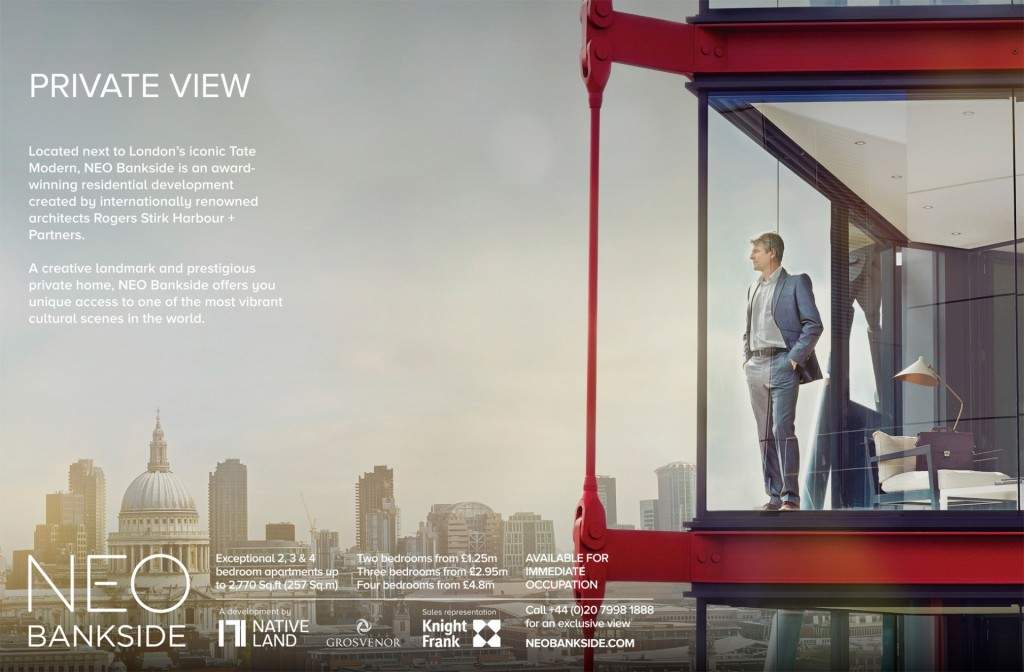 PRIVATE VIEW
Located next to London's iconic Tate
Modern, NEO Bankside is an award-
winning residential development
created by internationally renowned
architects Rogers Stirk Harbour +
Partners.
A creative landmark and prestigious
private home, NEO Bankside offers you
unique access to one of the most vibrant
cultural scenes in the world.
NEO
BANKSIDE
Exceptional 2, 3 & 4
bedroom apartments up
to 2,770 Sq.ft (257 Sq.m)
Two bedrooms from £1.25m
Three bedrooms from £2.95m
Four bedrooms from £4.8m
AVAILABLE FOR
IMMEDIATE
OCCUPATION
A development by
NATIVE
LAND
GROSVENOR
Sales representation
Knight
Frank
Call +44 (0)20 7998 1888
for an exclusive view
NEOBANKSIDE.COM